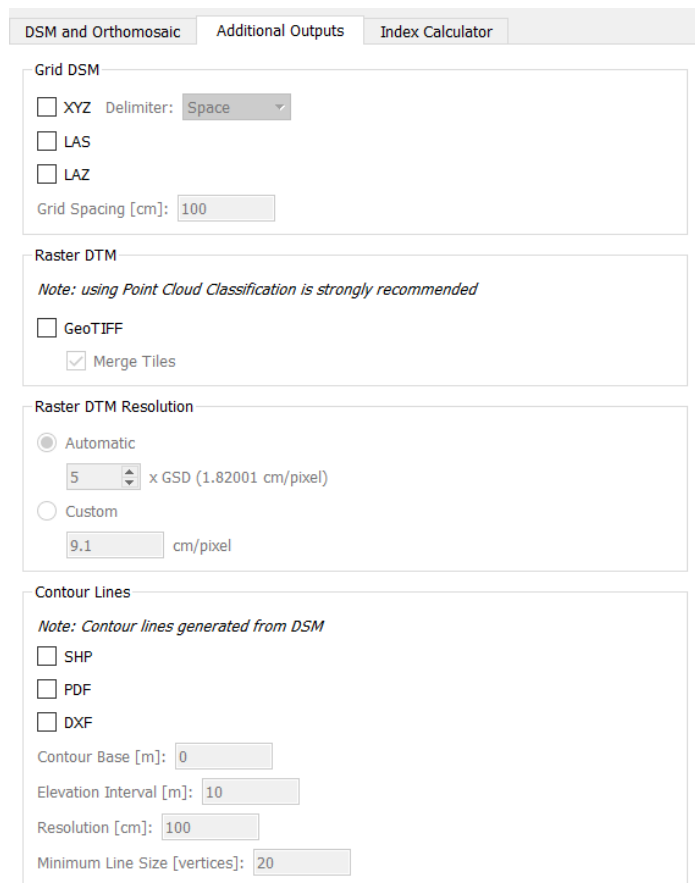 DSM and Orthomosaic Additional Outputs Index Calculator
Grid DSM
XYZ Delimiter: Space
LAS
LAZ
Grid Spacing [cm]: 100
Raster DTM
Note: using Point Cloud Classification is strongly recommended
GeoTIFF
Merge Tiles
Raster DTM Resolution
Automatic
5 x GSD (1.82001 cm/pixel)
Custom
9.1 cm/pixel
Contour Lines
Note: Contour lines generated from DSM
SHP
PDF
DXF
Contour Base [m]: 0
Elevation Interval [m]: 10
Resolution [cm]: 100
Minimum Line Size [vertices]: 20